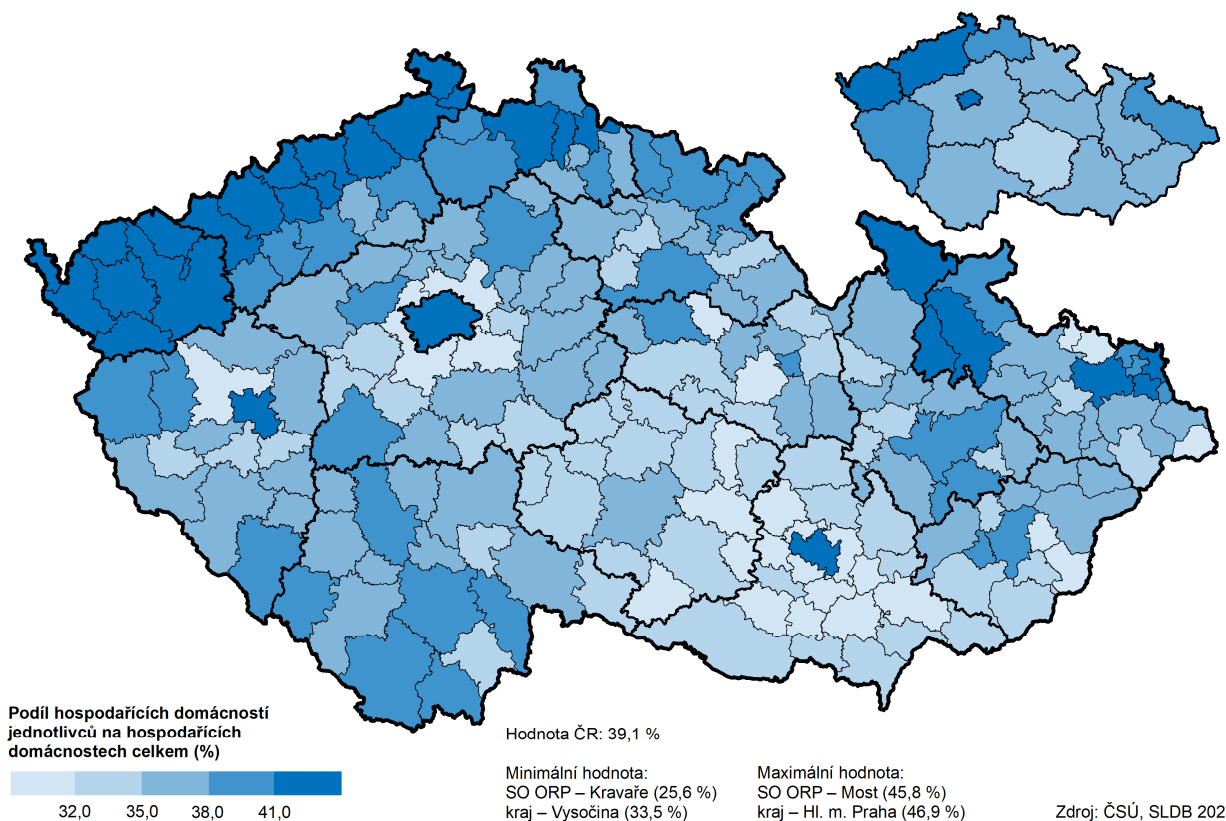 Podíl hospodařících domácností
jednotlivců na hospodařících
domácnostech celkem (%)
32,0 35,0 38,0 41,0
Hodnota ČR: 39,1 %
Minimální hodnota:
SO ORP – Kravaře (25,6 %)
kraj – Vysočina (33,5 %)
Maximální hodnota:
SO ORP – Most (45,8 %)
kraj – Hl. m. Praha (46,9 %)
Zdroj: ČSÚ, SLDB 202